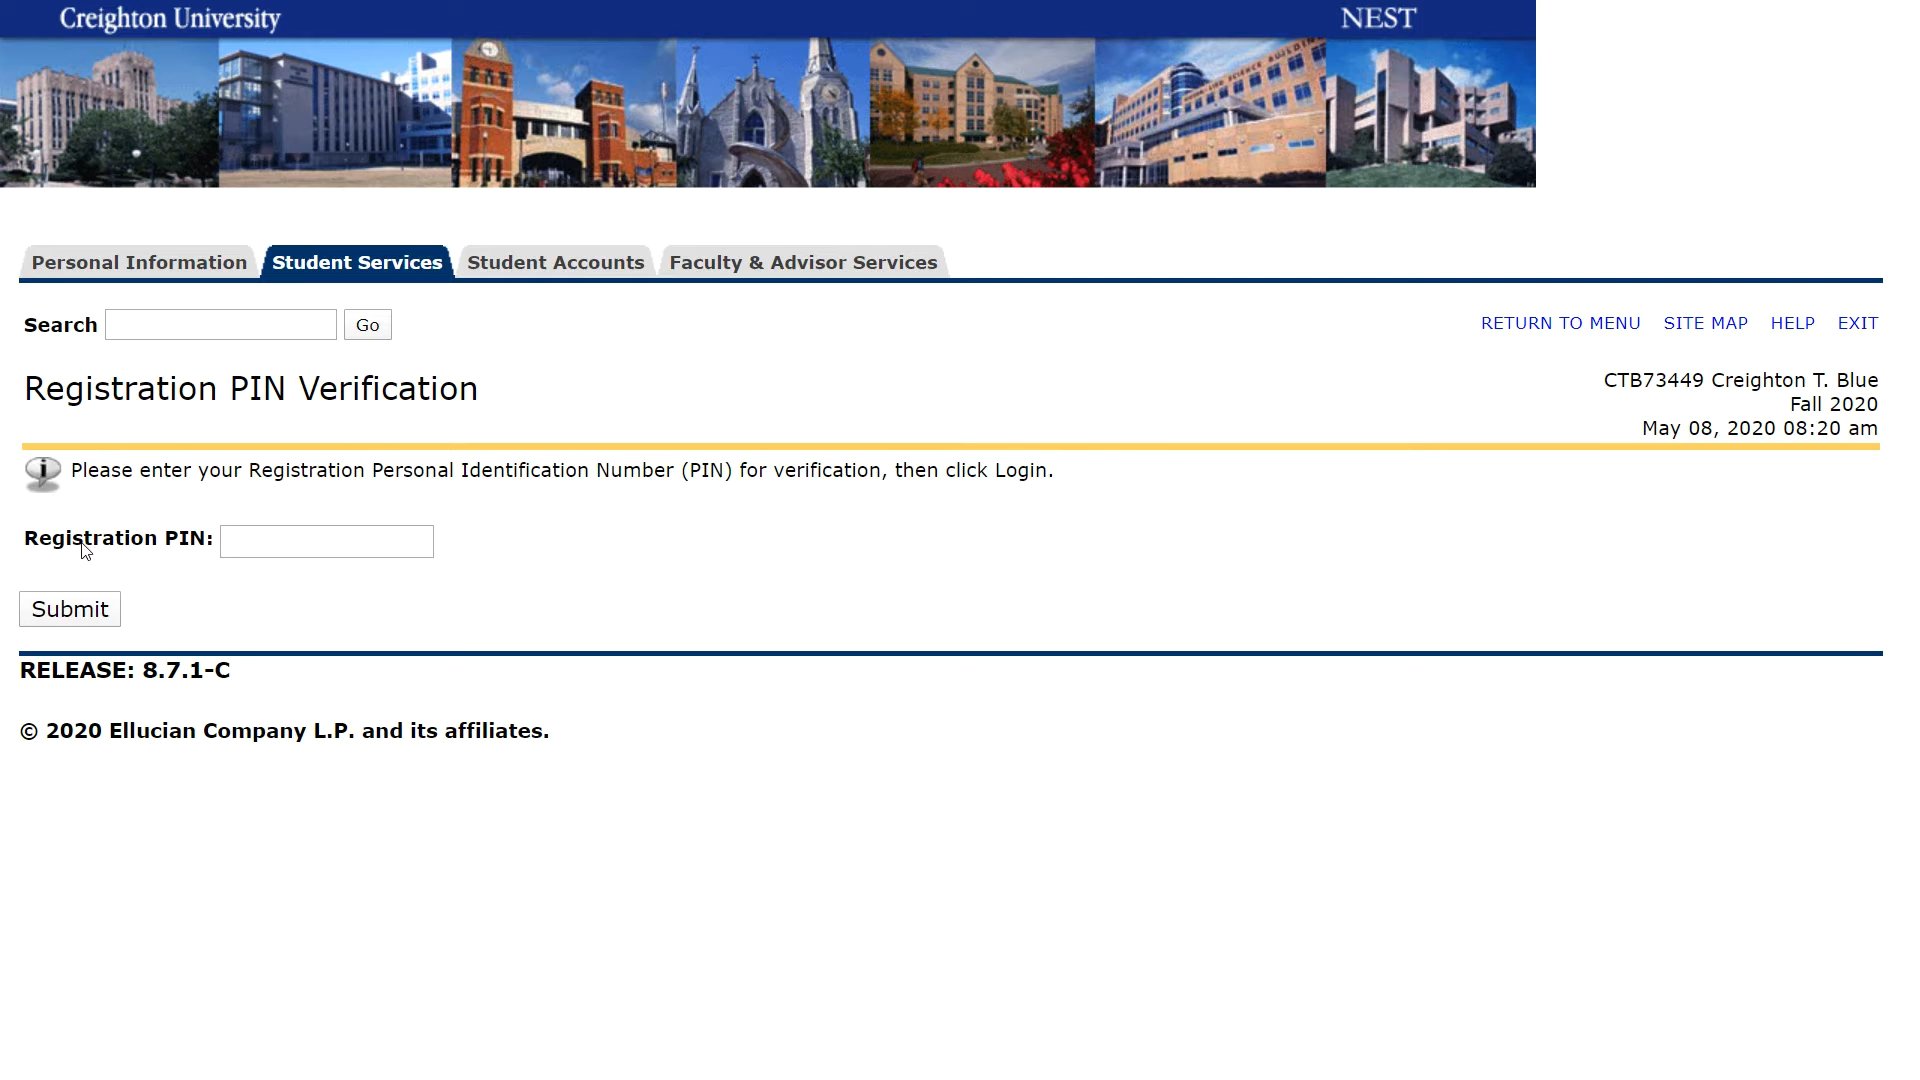 Creighton University
NEST
SCIENCE BUILDING
Personal Information
Student Services
Student Accounts
Faculty & Advisor Services
Search
Go
RETURN TO MENU
SITE MAP
HELP
EXIT
Registration PIN Verification
CTB73449 Creighton T. Blue
Fall 2020
May 08, 2020 08:20 am
Please enter your Registration Personal Identification Number (PIN) for verification, then click Login.
Registration PIN:
Submit
RELEASE: 8.7.1-C
© 2020 Ellucian Company L.P. and its affiliates.